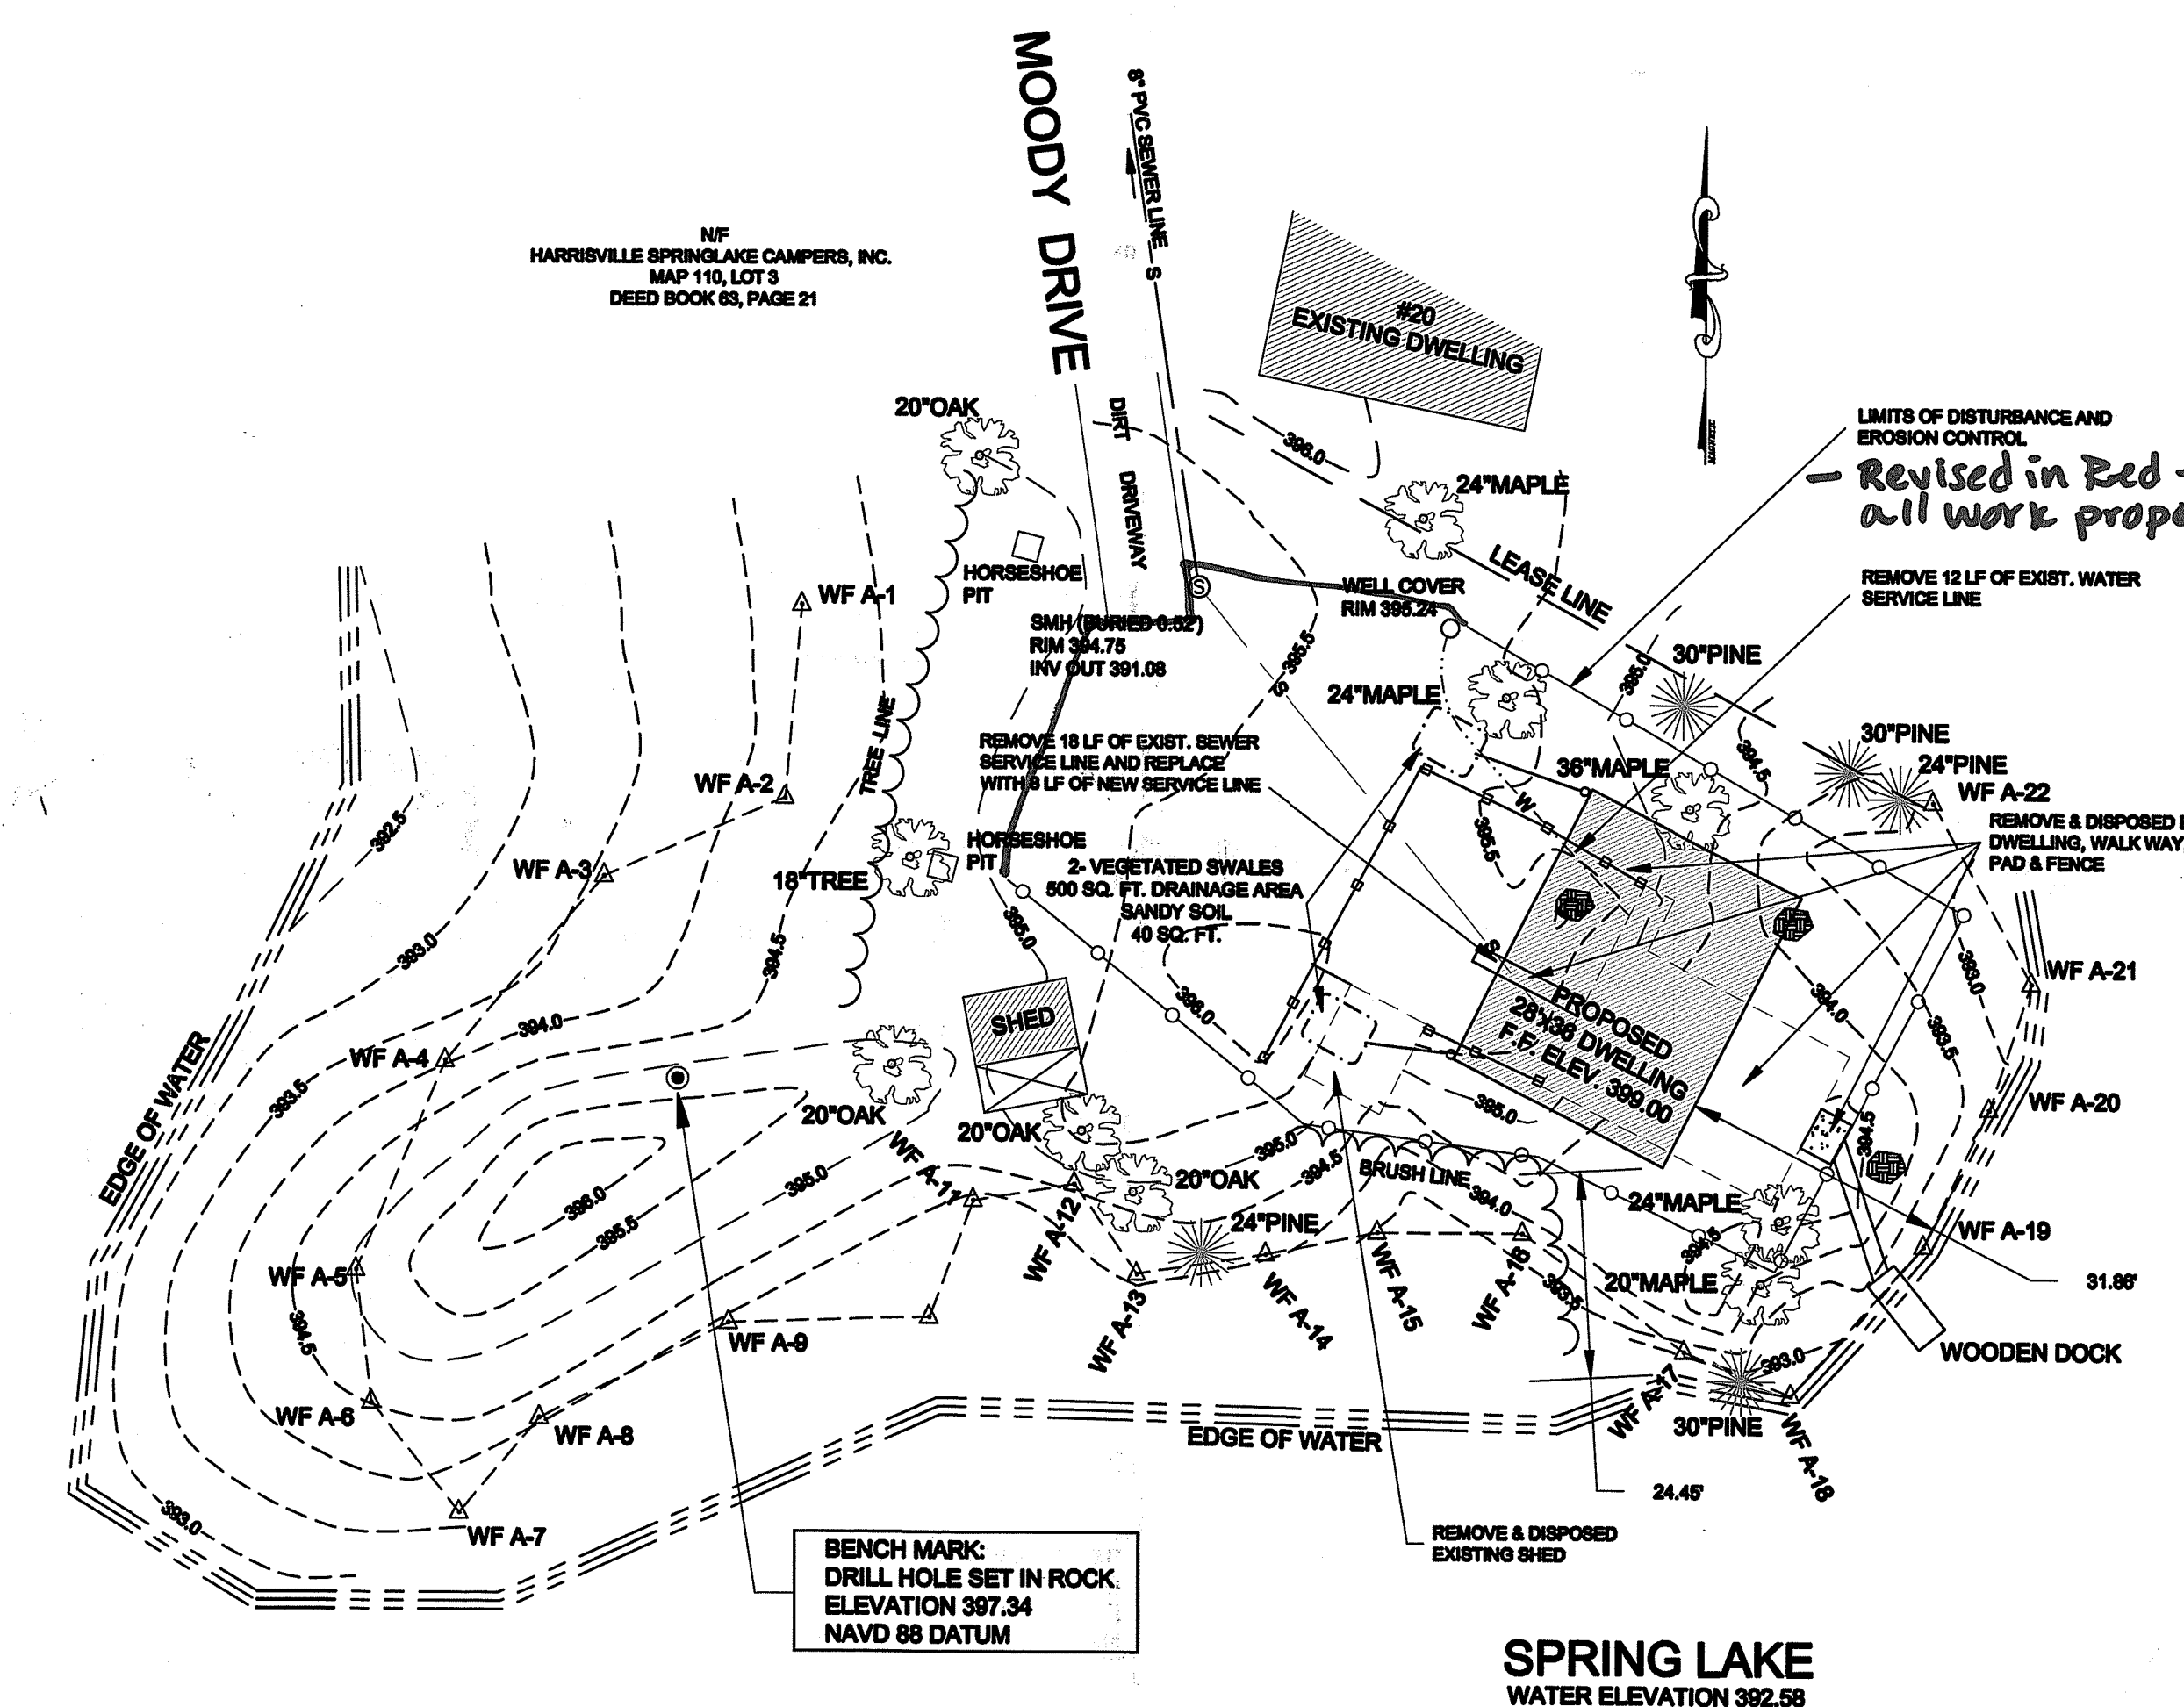 MOODY DRIVE
8" PVC SEWER LINE
S
N/F
HARRISVILLE SPRINGLAKE CAMPERS, INC.
MAP 110, LOT 3
DEED BOOK 63, PAGE 21
#20
EXISTING DWELLING
MAGNETIC
LIMITS OF DISTURBANCE AND
EROSION CONTROL
- Revised in Red -
all work propo
20"OAK
DIRT DRIVEWAY
396.0
24"MAPLE
LEASE LINE
HORSESHOE
PIT
WELL COVER
RIM 395.24
REMOVE 12 LF OF EXIST. WATER
SERVICE LINE
WF A-1
S
SMH (BURIED 0.52')
RIM 394.75
INV OUT 391.08
395.5
S
30"PINE
395.0
24"MAPLE
TREE LINE
REMOVE 18 LF OF EXIST. SEWER
SERVICE LINE AND REPLACE
WITH 8 LF OF NEW SERVICE LINE
30"PINE
394.5
24"PINE
36"MAPLE
WF A-2
WF A-22
W
392.5
395.5
REMOVE & DISPOSED
DWELLING, WALK WAY
PAD & FENCE
HORSESHOE
PIT
WF A-3
18"TREE
2- VEGETATED SWALES
500 SQ. FT. DRAINAGE AREA
SANDY SOIL
40 SQ. FT.
393.0
394.5
395.0
S
WF A-21
393.0
396.0
394.0
SHED
PROPOSED
28'X36' DWELLING
F.F. ELEV. 399.00
394.0
393.5
WF A-4
EDGE OF WATER
393.5
20"OAK
395.0
WF A-20
394.5
20"OAK
WF A-11
395.0
394.5
BRUSH LINE
394.0
20"OAK
395.0
396.0
395.5
WF A-12
24"PINE
24"MAPLE
394.5
WF A-19
WF A-5
31.86'
20"MAPLE
393.5
WF A-13
WF A-14
WF A-15
WF A-16
394.5
WF A-9
393.0
WOODEN DOCK
WF A-6
WF A-8
EDGE OF WATER
WF A-17
30"PINE
WF A-18
24.45'
393.0
WF A-7
REMOVE & DISPOSED
EXISTING SHED
BENCH MARK:
DRILL HOLE SET IN ROCK.
ELEVATION 397.34
NAVD 88 DATUM
SPRING LAKE
WATER ELEVATION 392.58